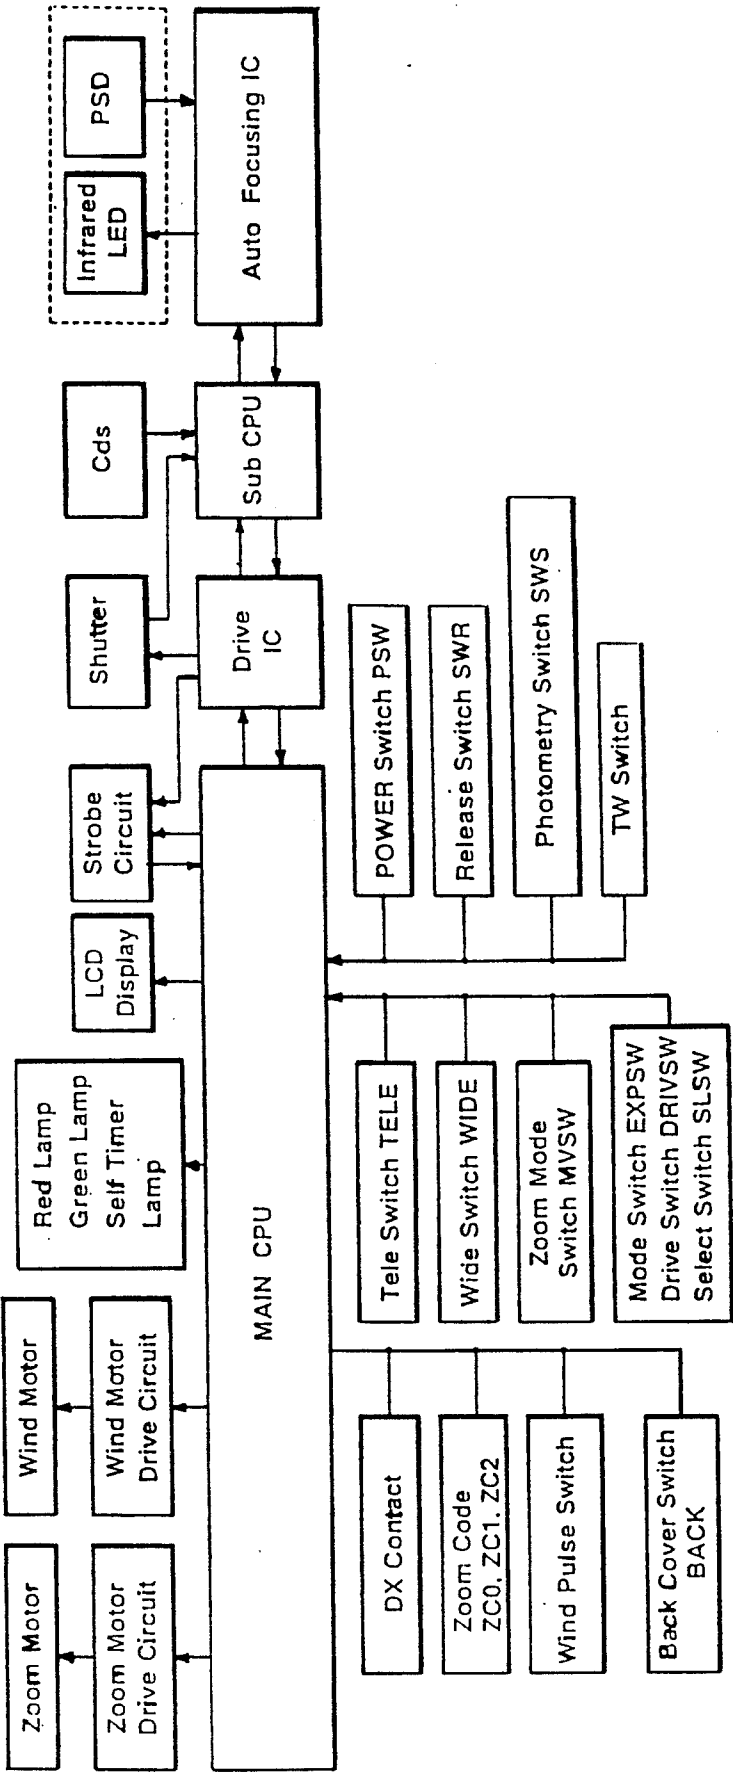 Zoom Motor
Wind Motor
Zoom Motor
Drive Circuit
Wind Motor
Drive Circuit
Red Lamp
Green Lamp
Self Timer
Lamp
LCD
Display
Strobe
Circuit
Shutter
Cds
Infrared
LED
PSD
MAIN CPU
Drive
IC
Sub CPU
Auto Focusing IC
DX Contact
Zoom Code
ZC0, ZC1, ZC2
Wind Pulse Switch
Back Cover Switch
BACK
Tele Switch TELE
Wide Switch WIDE
Zoom Mode
Switch MVSW
Mode Switch EXPSW
Drive Switch DRIVSW
Select Switch SLSW
POWER Switch PSW
Release Switch SWR
Photometry Switch SWS
TW Switch